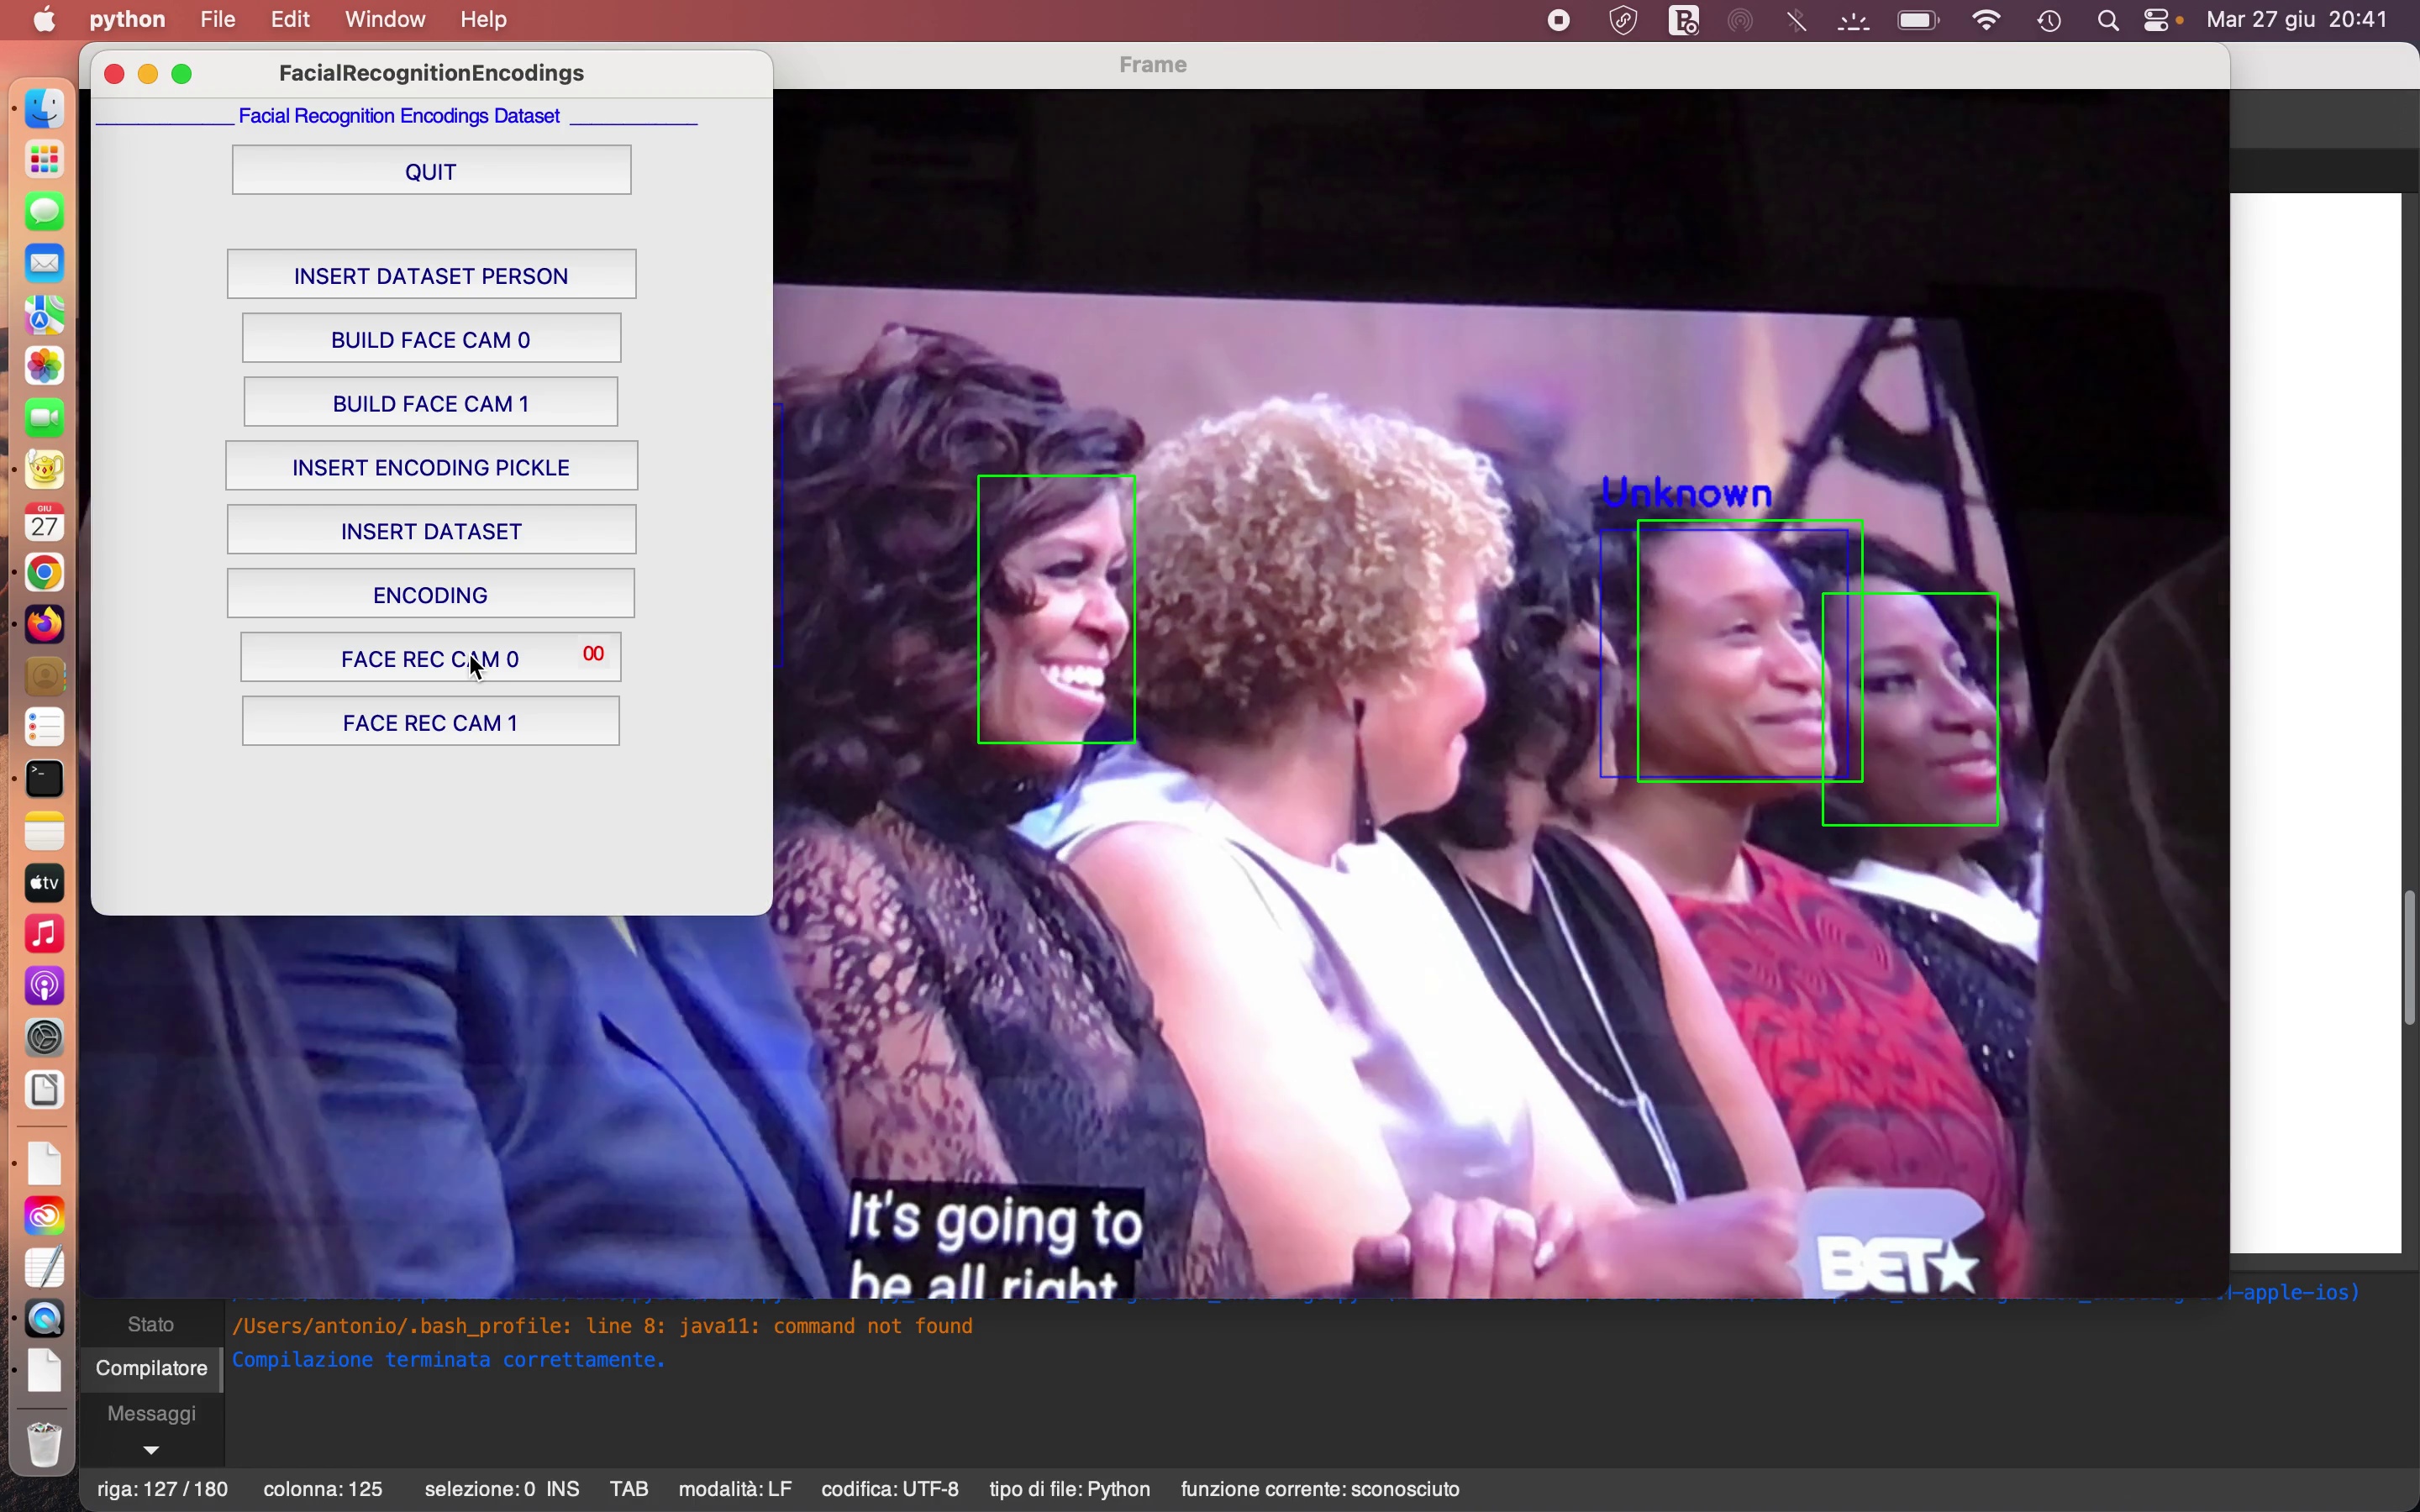 python File Edit Window Help Mar 27 giu 20:41
FacialRecognitionEncodings
Frame
Facial Recognition Encodings Dataset
QUIT
INSERT DATASET PERSON
BUILD FACE CAM 0
BUILD FACE CAM 1
INSERT ENCODING PICKLE
INSERT DATASET
ENCODING
FACE REC CAM 0 00
FACE REC CAM 1
Unknown
GIU
27
tv
It's going to
be all right
BET
-apple-ios)
Stato
/Users/antonio/.bash_profile: line 8: java11: command not found
Compilatore
Compilazione terminata correttamente.
Messaggi
riga: 127 / 180 colonna: 125 selezione: 0 INS TAB modalità: LF codifica: UTF-8 tipo di file: Python funzione corrente: sconosciuto